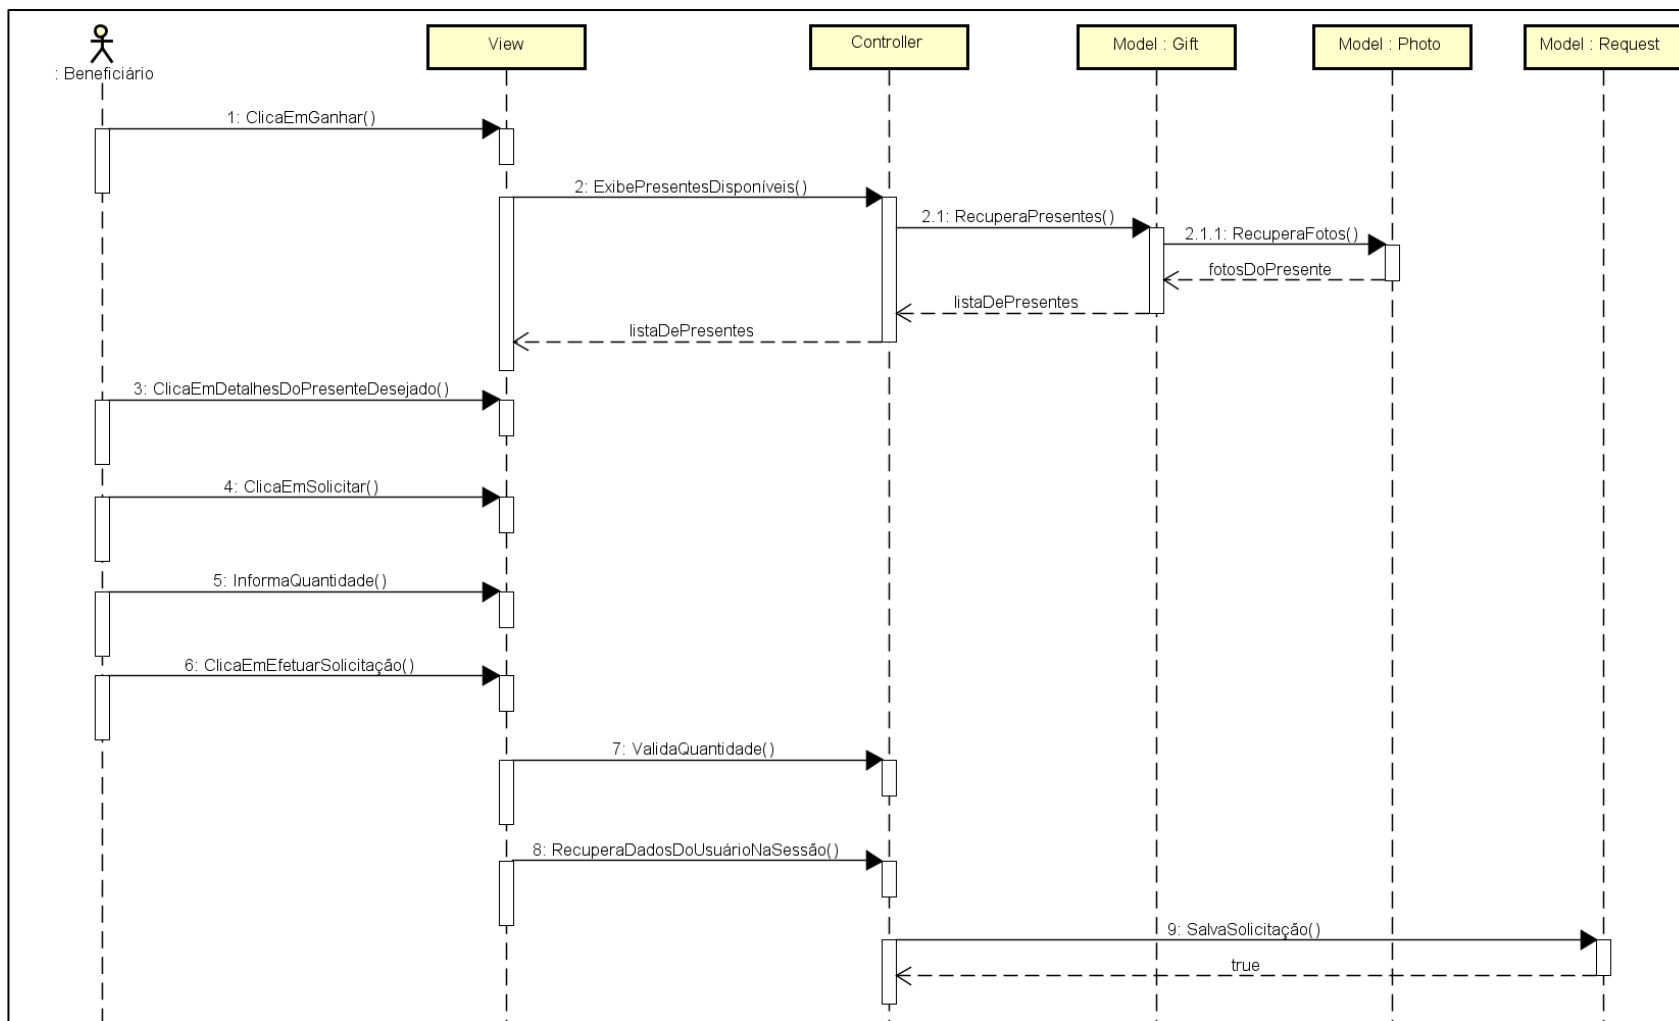 : Beneficiário
View
Controller
Model : Gift
Model : Photo
Model : Request
1: ClicaEmGanhar()
2: ExibePresentesDisponíveis()
2.1: RecuperaPresentes()
2.1.1: RecuperaFotos()
fotosDoPresente
listaDePresentes
listaDePresentes
3: ClicaEmDetalhesDoPresenteDesejado()
4: ClicaEmSolicitar()
5: InformaQuantidade()
6: ClicaEmEfetuarSolicitação()
7: ValidaQuantidade()
8: RecuperaDadosDoUsuárioNaSessão()
9: SalvaSolicitação()
true